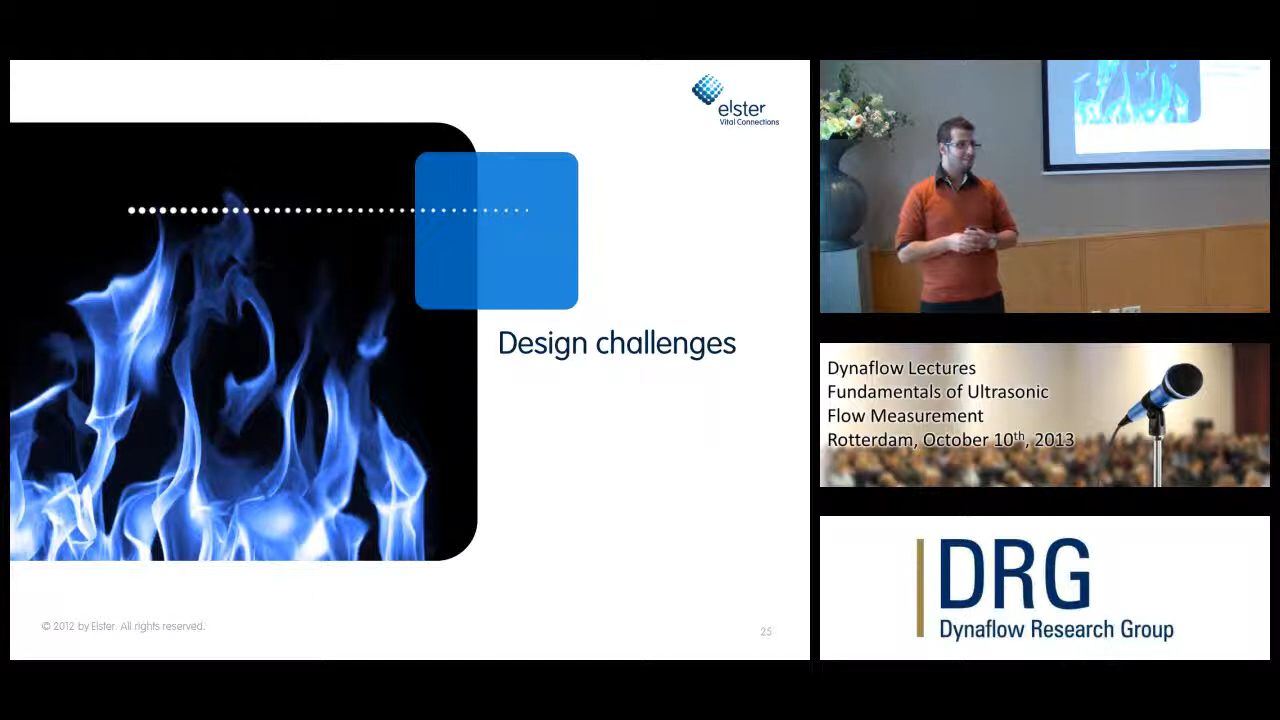 elster
Vital Connections
Design challenges
© 2012 by Elster. All rights reserved.
25
Dynaflow Lectures
Fundamentals of Ultrasonic
Flow Measurement
Rotterdam, October 10th, 2013
DRG
Dynaflow Research Group